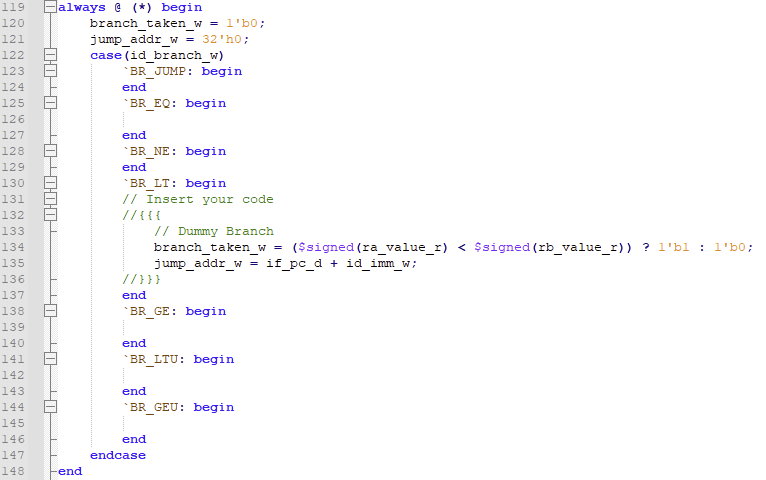 119 always @ (*) begin
120     branch_taken_w = 1'b0;
121     jump_addr_w = 32'h0;
122     case(id_branch_w)
123         `BR_JUMP: begin
124         end
125         `BR_EQ: begin
126
127         end
128         `BR_NE: begin
129         end
130         `BR_LT: begin
131         // Insert your code
132         //{{{
133             // Dummy Branch
134             branch_taken_w = ($signed(ra_value_r) < $signed(rb_value_r)) ? 1'b1 : 1'b0;
135             jump_addr_w = if_pc_d + id_imm_w;
136         //}}}
137         end
138         `BR_GE: begin
139
140         end
141         `BR_LTU: begin
142
143         end
144         `BR_GEU: begin
145
146         end
147     endcase
148 end